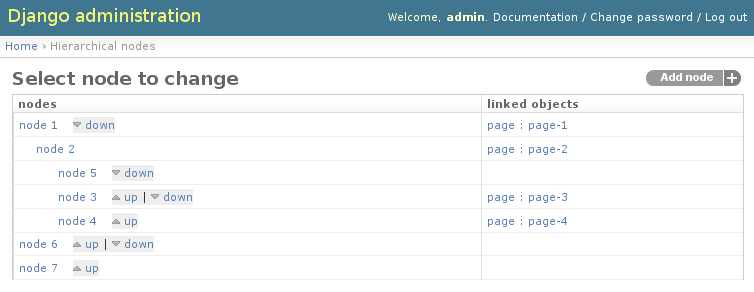 Django administration
Welcome, admin. Documentation / Change password / Log out
Home › Hierarchical nodes
Select node to change
Add node
nodes linked objects
node 1 down page : page-1
node 2 page : page-2
node 5 down
node 3 up | down page : page-3
node 4 up page : page-4
node 6 up | down
node 7 up